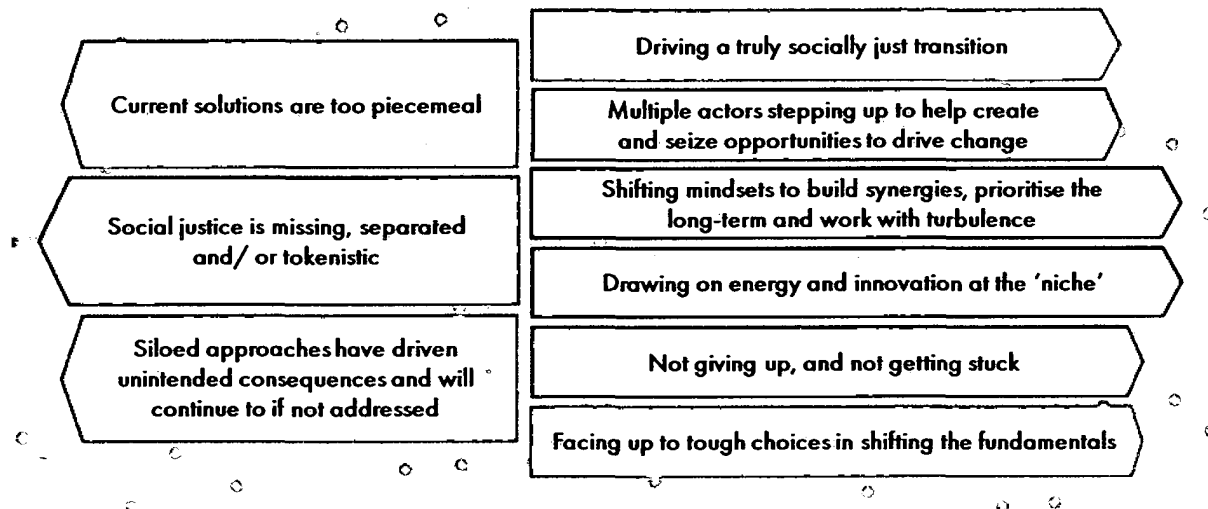 Current solutions are too piecemeal
Social justice is missing, separated
and/ or tokenistic
Siloed approaches have driven
unintended consequences and will
continue to if not addressed
Driving a truly socially just transition
Multiple actors stepping up to help create
and seize opportunities to drive change
Shifting mindsets to build synergies, prioritise the
long-term and work with turbulence
Drawing on energy and innovation at the ‘niche’
Not giving up, and not getting stuck
Facing up to tough choices in shifting the fundamentals